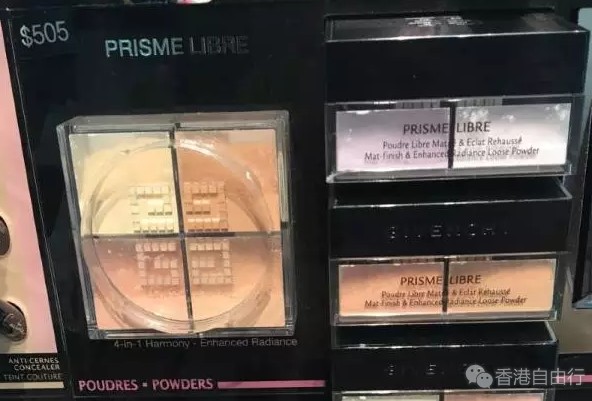 $505
PRISME LIBRE
4-in-1 Harmony - Enhanced Radiance
ANTI-CERNES
CONCEALER
TEINT COUTURE
POUDRES • POWDERS
PRISME LIBRE
Poudre Libre Matité & Eclat Rehaussé
Mat-Finish & Enhanced Radiance Loose Powder
GIVENCHY
PRISME LIBRE
Poudre Libre Matité & Eclat Rehaussé
Mat-Finish & Enhanced Radiance Loose Powder
香港自由行